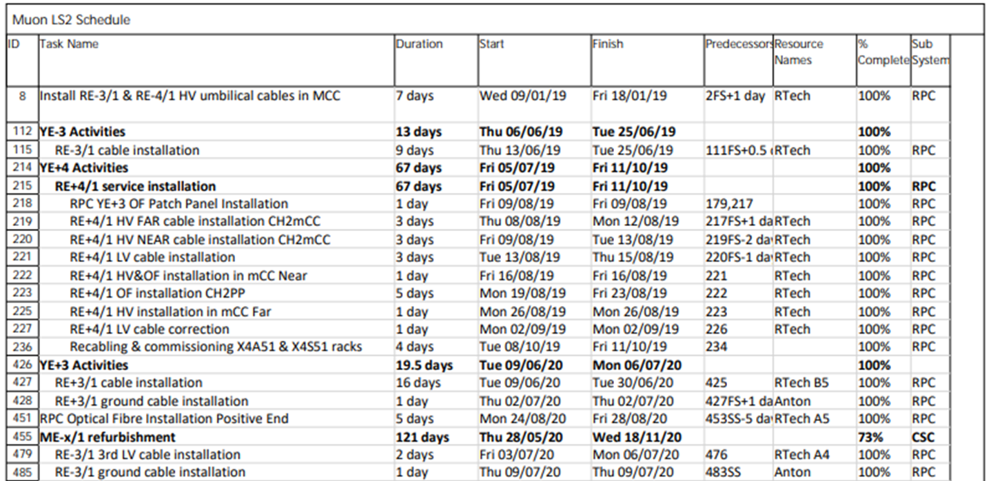 Muon LS2 Schedule
ID Task Name Duration Start Finish Predecessors Resource Names % Complete Sub System
8 Install RE-3/1 & RE-4/1 HV umbilical cables in MCC 7 days Wed 09/01/19 Fri 18/01/19 2FS+1 day RTech 100% RPC
112 YE-3 Activities 13 days Thu 06/06/19 Tue 25/06/19 100%
115 RE-3/1 cable installation 9 days Thu 13/06/19 Tue 25/06/19 111FS+0.5 RTech 100% RPC
214 YE+4 Activities 67 days Fri 05/07/19 Fri 11/10/19 100%
215 RE+4/1 service installation 67 days Fri 05/07/19 Fri 11/10/19 100% RPC
218 RPC YE+3 OF Patch Panel Installation 1 day Fri 09/08/19 Fri 09/08/19 179,217 100% RPC
219 RE+4/1 HV FAR cable installation CH2mCC 3 days Thu 08/08/19 Mon 12/08/19 217FS+1 da RTech 100% RPC
220 RE+4/1 HV NEAR cable installation CH2mCC 3 days Fri 09/08/19 Tue 13/08/19 219FS-2 da RTech 100% RPC
221 RE+4/1 LV cable installation 3 days Tue 13/08/19 Thu 15/08/19 220FS-1 da RTech 100% RPC
222 RE+4/1 HV&OF installation in mCC Near 1 day Fri 16/08/19 Fri 16/08/19 221 RTech 100% RPC
223 RE+4/1 OF installation CH2PP 5 days Mon 19/08/19 Fri 23/08/19 222 RTech 100% RPC
225 RE+4/1 HV installation in mCC Far 1 day Mon 26/08/19 Mon 26/08/19 223 RTech 100% RPC
227 RE+4/1 LV cable correction 1 day Mon 02/09/19 Mon 02/09/19 226 RTech 100% RPC
236 Recabling & commissioning X4A51 & X4S51 racks 4 days Tue 08/10/19 Fri 11/10/19 234 100% RPC
426 YE+3 Activities 19.5 days Tue 09/06/20 Mon 06/07/20 100%
427 RE+3/1 cable installation 16 days Tue 09/06/20 Tue 30/06/20 425 RTech B5 100% RPC
428 RE+3/1 ground cable installation 1 day Thu 02/07/20 Thu 02/07/20 427FS+1 da Anton 100% RPC
451 RPC Optical Fibre Installation Positive End 5 days Mon 24/08/20 Fri 28/08/20 453SS-5 da RTech A5 100% RPC
455 ME-x/1 refurbishment 121 days Thu 28/05/20 Wed 18/11/20 73% CSC
479 RE-3/1 3rd LV cable installation 2 days Fri 03/07/20 Mon 06/07/20 476 RTech A4 100% RPC
485 RE-3/1 ground cable installation 1 day Thu 09/07/20 Thu 09/07/20 483SS Anton 100% RPC